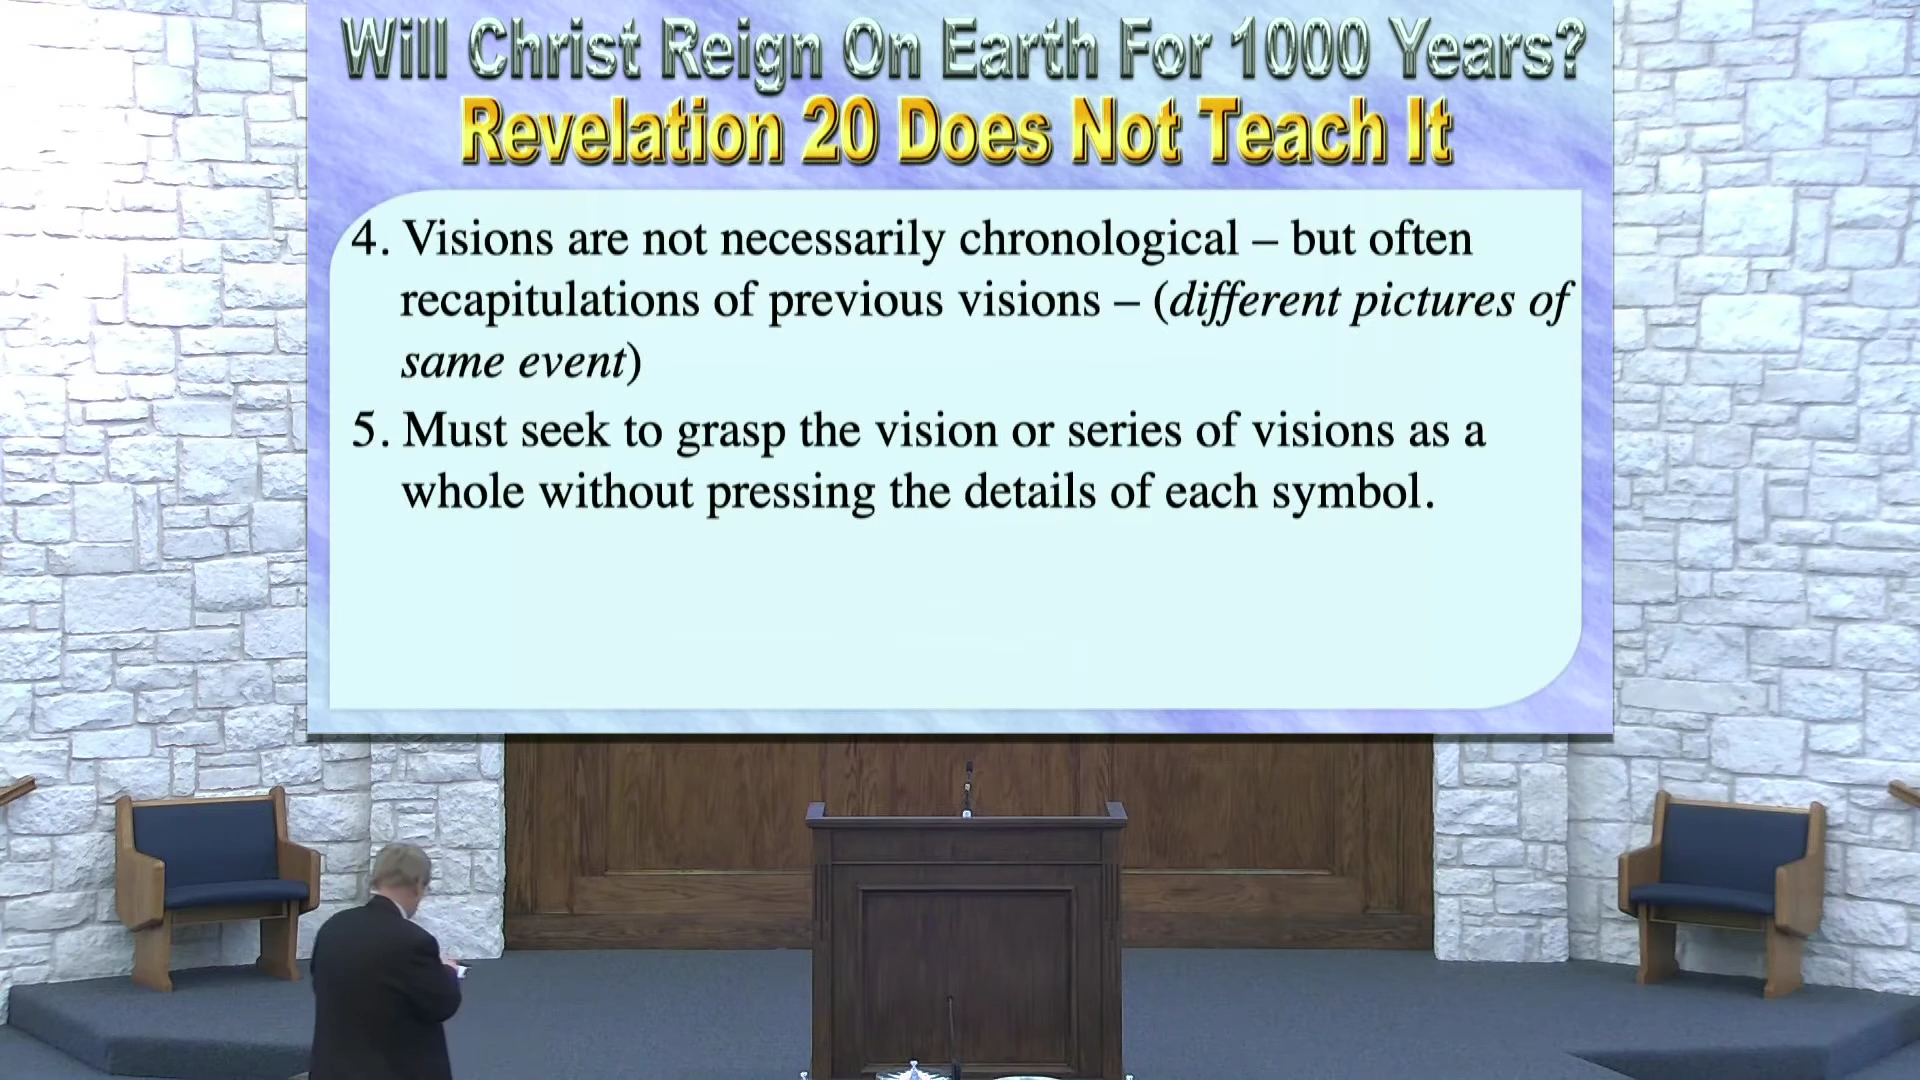 Will Christ Reign On Earth For 1000 Years?
Revelation 20 Does Not Teach It
4. Visions are not necessarily chronological – but often
recapitulations of previous visions – (different pictures of
same event)
5. Must seek to grasp the vision or series of visions as a
whole without pressing the details of each symbol.